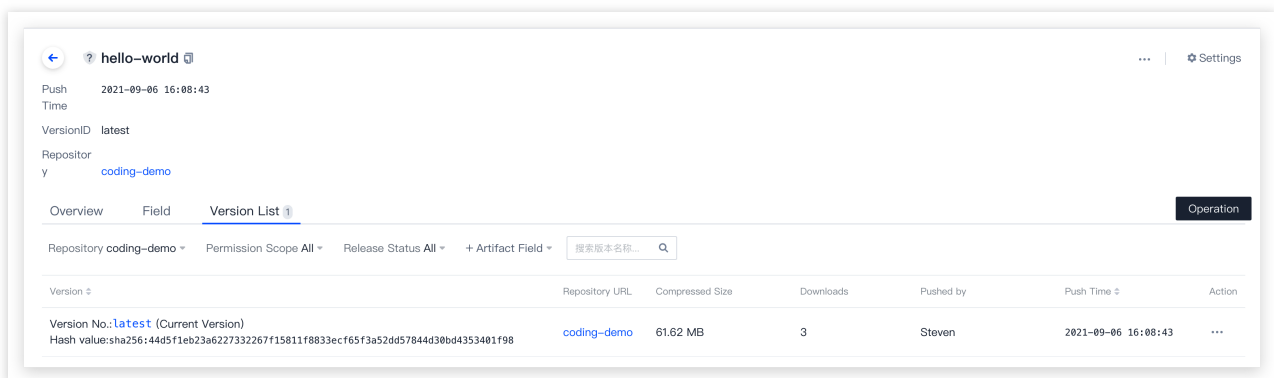 ? hello-world
... Settings
Push Time 2021-09-06 16:08:43
VersionID latest
Repository coding-demo
Overview Field Version List 1 Operation
Repository coding-demo Permission Scope All Release Status All + Artifact Field 搜索版本名称...
Version Repository URL Compressed Size Downloads Pushed by Push Time Action
Version No.:latest (Current Version)
Hash value:sha256:44d5f1eb23a6227332267f15811f8833ecf65f3a52dd57844d30bd4353401f98
coding-demo 61.62 MB 3 Steven 2021-09-06 16:08:43 ...